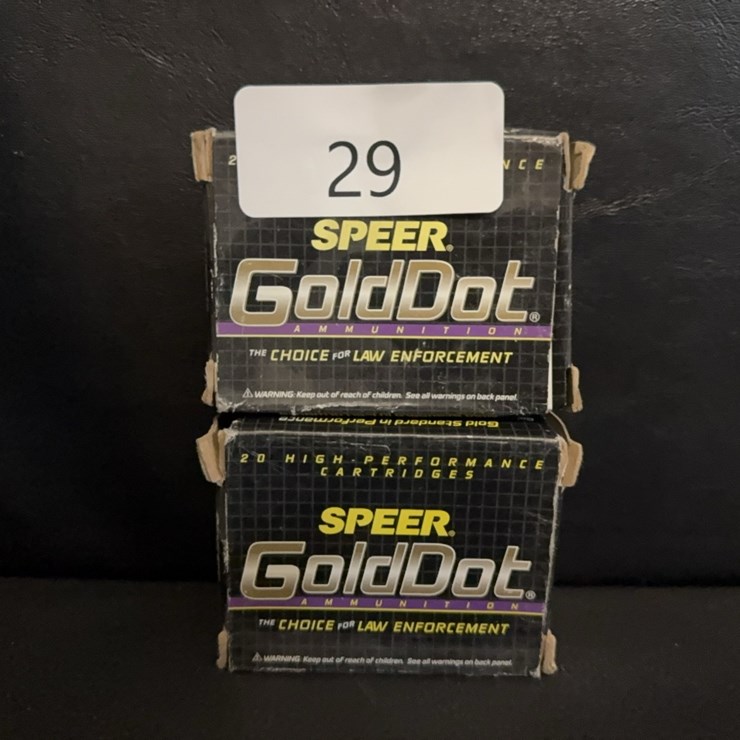 29
2 NCE
SPEER®
GoldDot®
AMMUNITION
THE CHOICE FOR LAW ENFORCEMENT
⚠ WARNING: Keep out of reach of children. See all warnings on back panel.
Gold Standard in Performance
20 HIGH-PERFORMANCE
CARTRIDGES
SPEER®
GoldDot®
AMMUNITION
THE CHOICE FOR LAW ENFORCEMENT
⚠ WARNING: Keep out of reach of children. See all warnings on back panel.